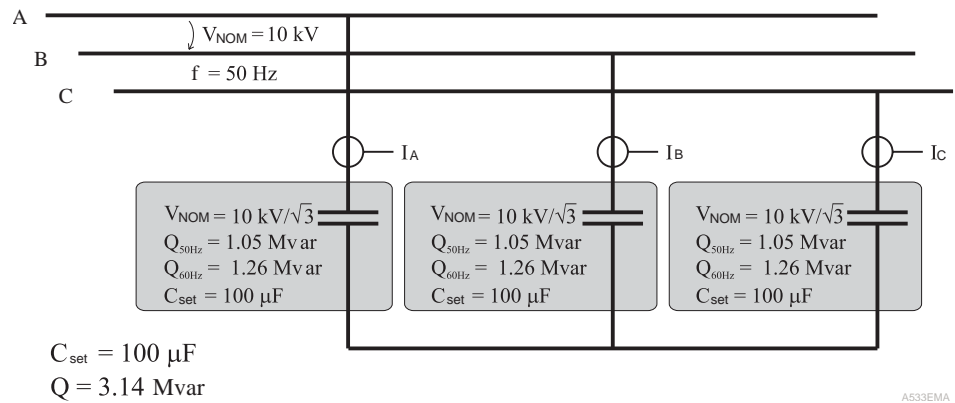 A
V_NOM = 10 kV
B
f = 50 Hz
C
I_A
I_B
I_C
V_NOM = 10 kV/√3
Q_50Hz = 1.05 Mvar
Q_60Hz = 1.26 Mvar
C_set = 100 µF
V_NOM = 10 kV/√3
Q_50Hz = 1.05 Mvar
Q_60Hz = 1.26 Mvar
C_set = 100 µF
V_NOM = 10 kV/√3
Q_50Hz = 1.05 Mvar
Q_60Hz = 1.26 Mvar
C_set = 100 µF
C_set = 100 µF
Q = 3.14 Mvar
A533EMA